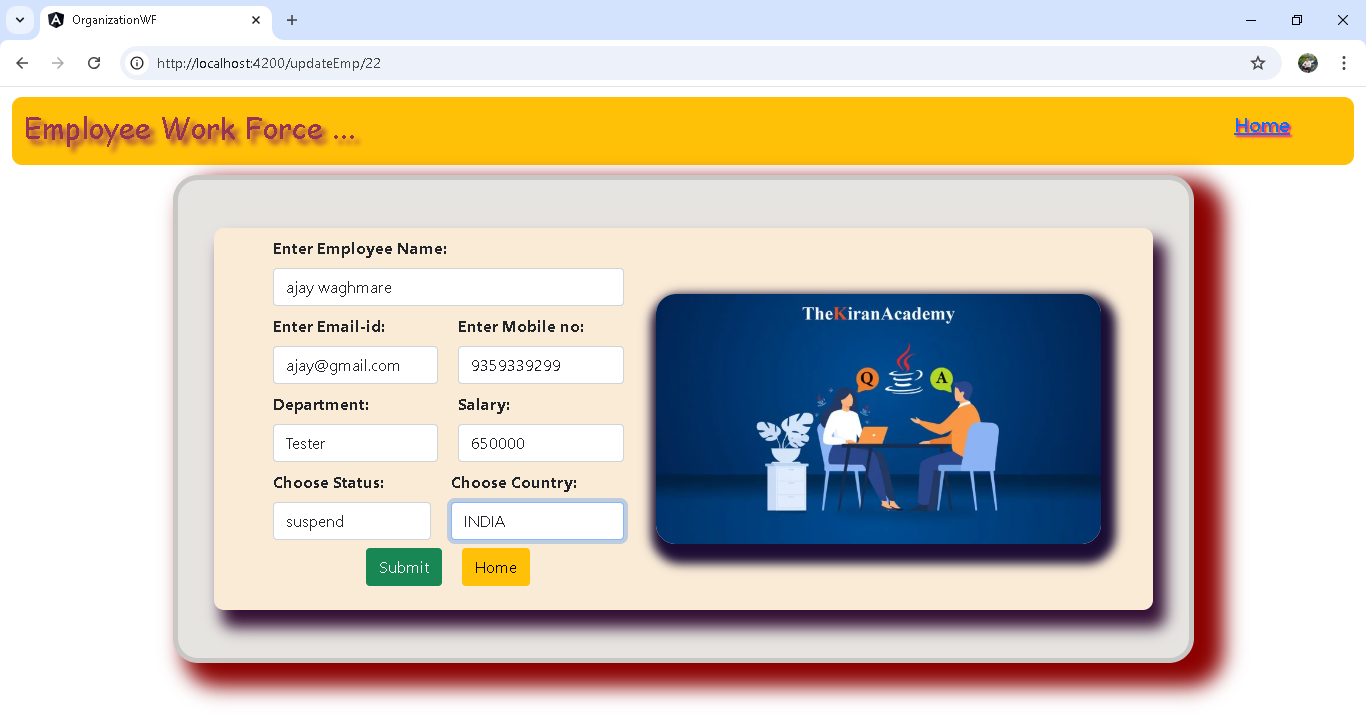 OrganizationWF
http://localhost:4200/updateEmp/22
Employee Work Force ...
Home
Enter Employee Name:
ajay waghmare
Enter Email-id: Enter Mobile no:
ajay@gmail.com 9359339299
Department: Salary:
Tester 650000
Choose Status: Choose Country:
suspend INDIA
Submit Home
TheKiranAcademy
Q A